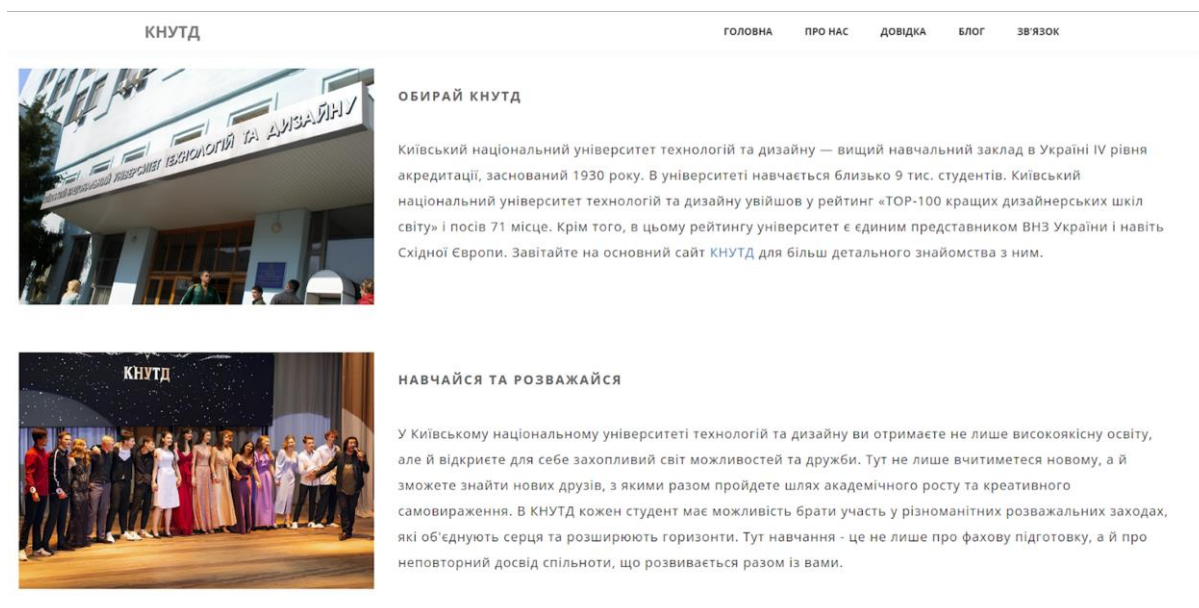 КНУТД
ГОЛОВНА ПРО НАС ДОВІДКА БЛОГ ЗВ'ЯЗОК
КИЇВСЬКИЙ НАЦІОНАЛЬНИЙ УНІВЕРСИТЕТ ТЕХНОЛОГІЙ ТА ДИЗАЙНУ
ОБИРАЙ КНУТД
Київський національний університет технологій та дизайну — вищий навчальний заклад в Україні IV рівня
акредитації, заснований 1930 року. В університеті навчається близько 9 тис. студентів. Київський
національний університет технологій та дизайну увійшов у рейтинг «TOP-100 кращих дизайнерських шкіл
світу» і посів 71 місце. Крім того, в цьому рейтингу університет є єдиним представником ВНЗ України і навіть
Східної Європи. Завітайте на основний сайт КНУТД для більш детального знайомства з ним.
КНУТД
НАВЧАЙСЯ ТА РОЗВАЖАЙСЯ
У Київському національному університеті технологій та дизайну ви отримаєте не лише високоякісну освіту,
але й відкриєте для себе захопливий світ можливостей та дружби. Тут не лише вчитиметеся новому, а й
зможете знайти нових друзів, з якими разом пройдете шлях академічного росту та креативного
самовираження. В КНУТД кожен студент має можливість брати участь у різноманітних розважальних заходах,
які об'єднують серця та розширюють горизонти. Тут навчання - це не лише про фахову підготовку, а й про
неповторний досвід спільноти, що розвивається разом із вами.